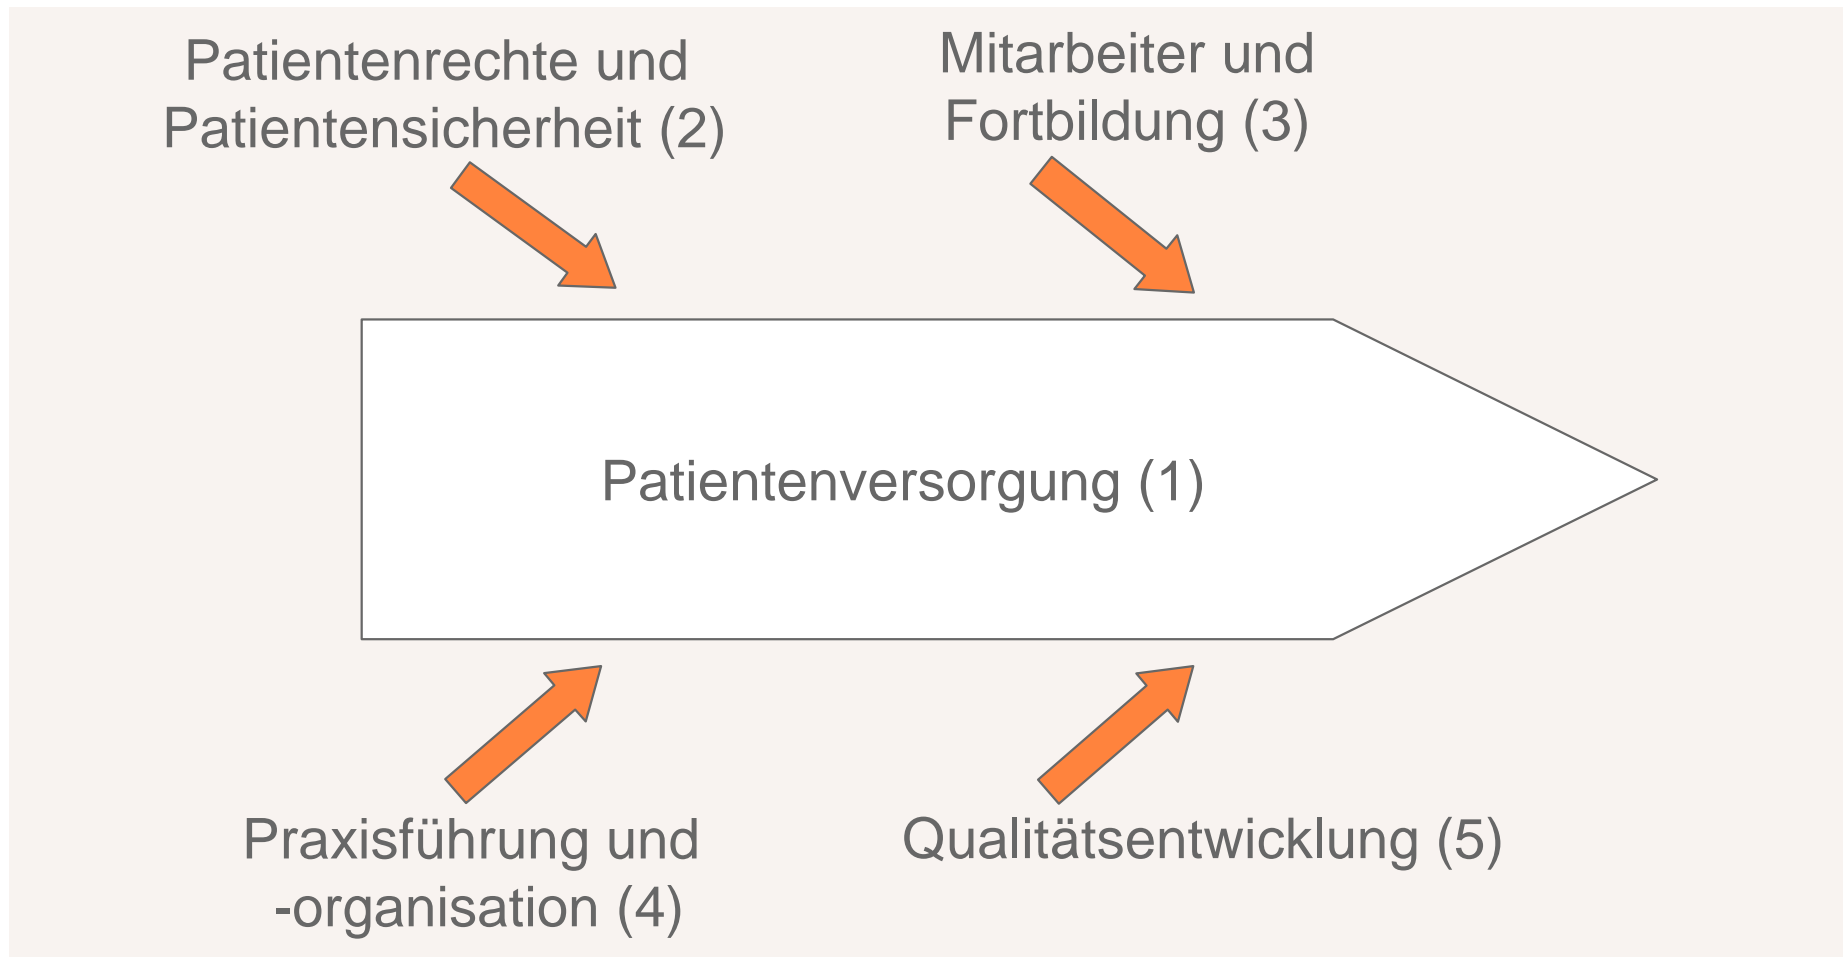 Patientenrechte und
Patientensicherheit (2)
Mitarbeiter und
Fortbildung (3)
Patientenversorgung (1)
Praxisführung und
-organisation (4)
Qualitätsentwicklung (5)